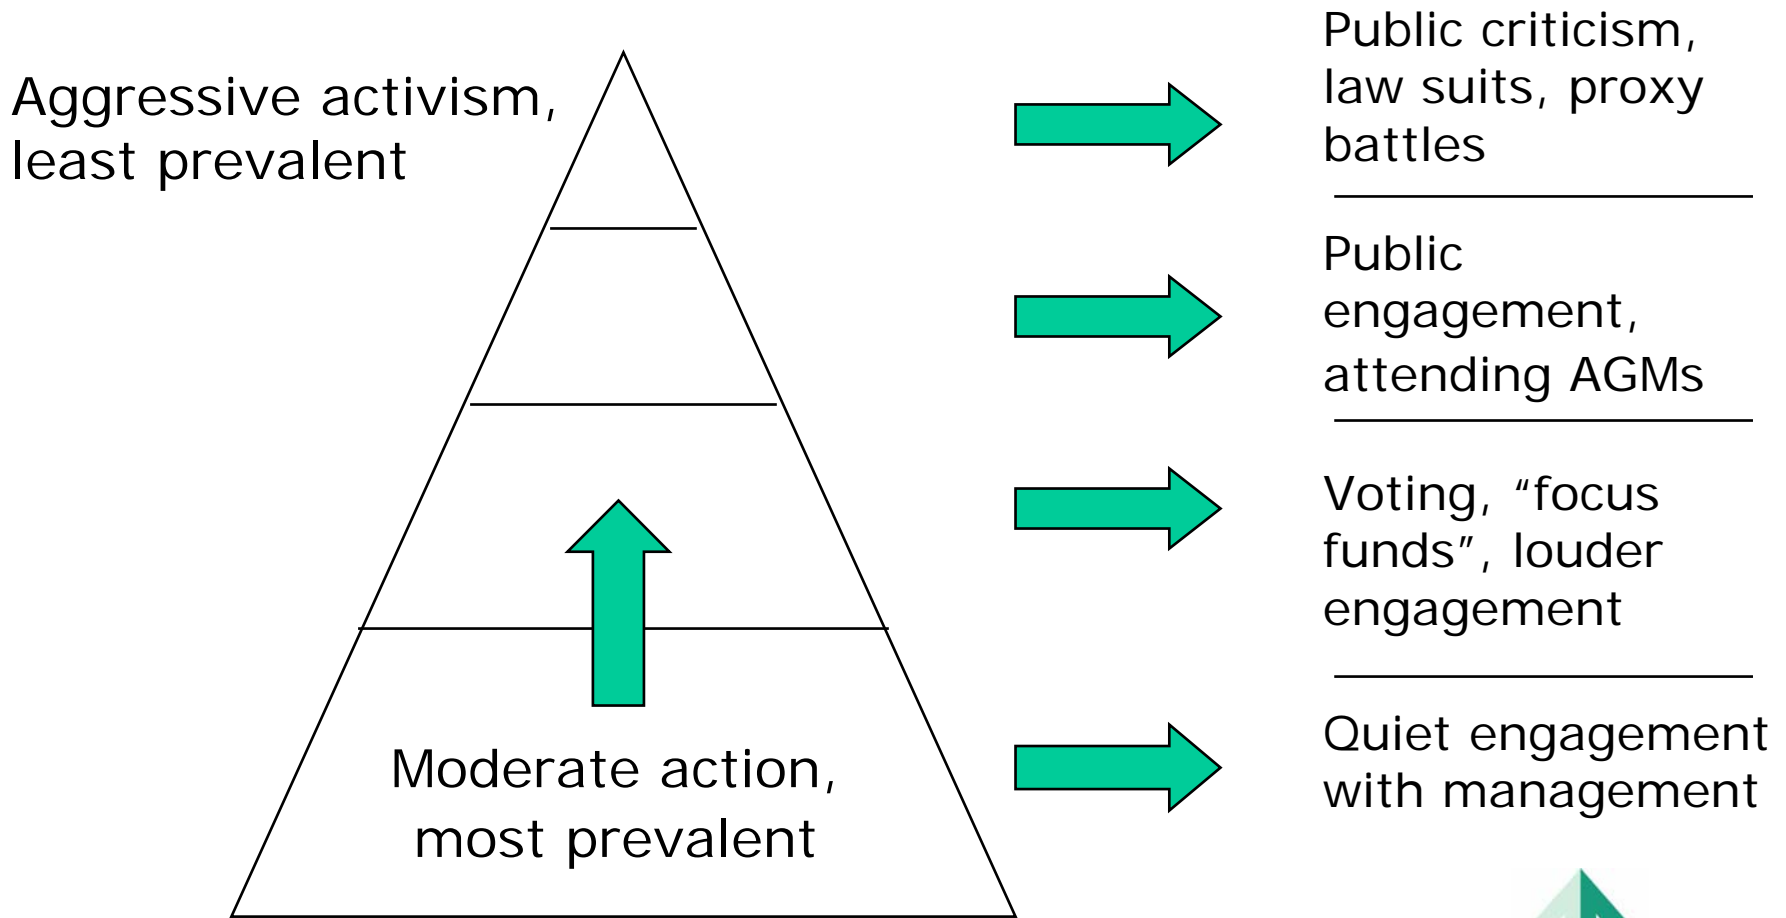 Aggressive activism,
least prevalent
Moderate action,
most prevalent
Public criticism,
law suits, proxy
battles
Public
engagement,
attending AGMs
Voting, “focus
funds”, louder
engagement
Quiet engagement
with management